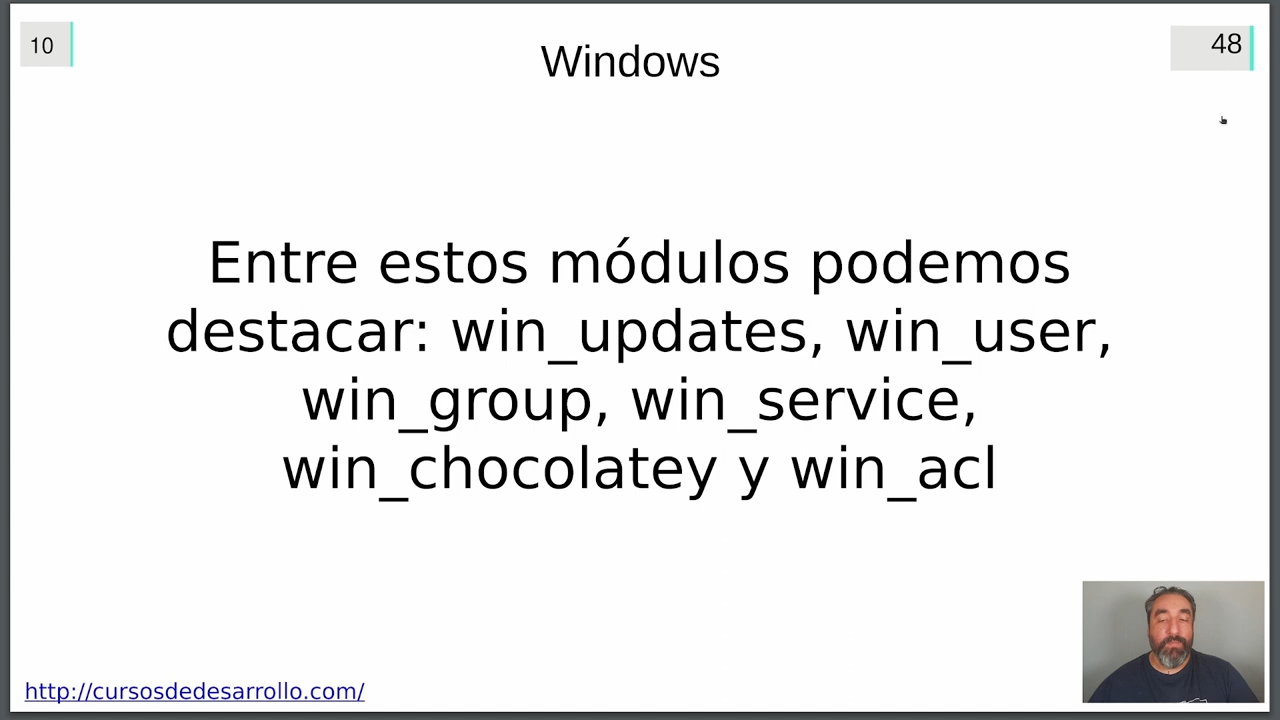 10
Windows
48
Entre estos módulos podemos
destacar: win_updates, win_user,
win_group, win_service,
win_chocolatey y win_acl
http://cursosdedesarrollo.com/